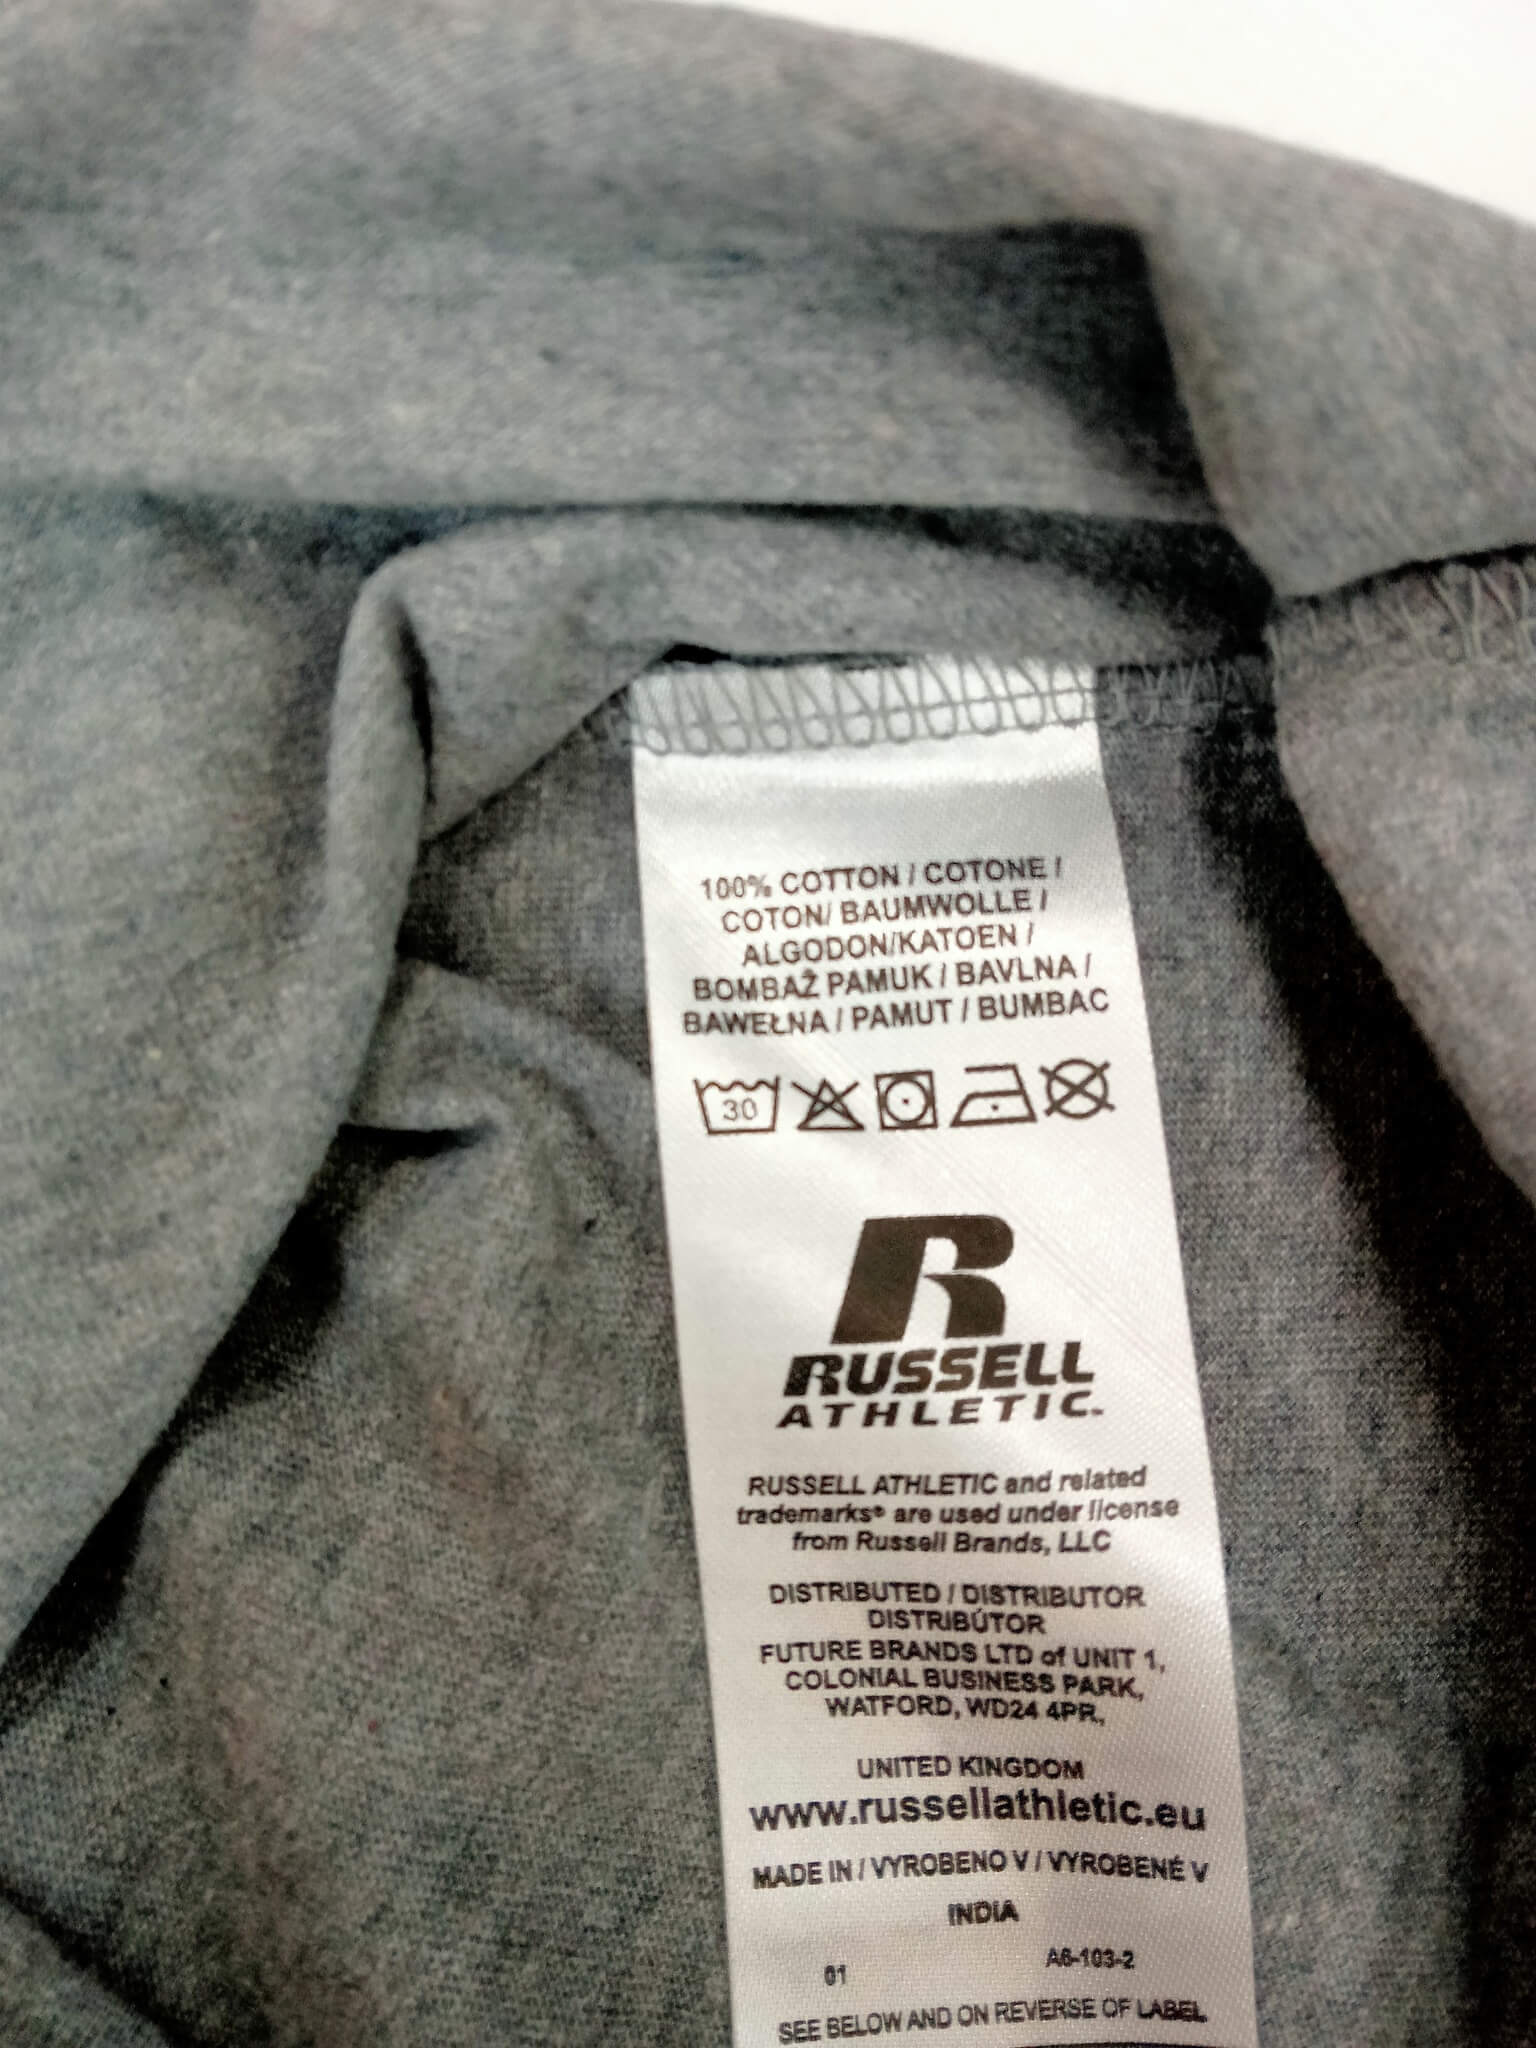 100% COTTON / COTONE /
COTON/ BAUMWOLLE /
ALGODON/KATOEN /
BOMBAŽ PAMUK / BAVLNA /
BAWEŁNA / PAMUT / BUMBAC
30
R
RUSSELL
ATHLETIC™
RUSSELL ATHLETIC and related
trademarks® are used under license
from Russell Brands, LLC
DISTRIBUTED / DISTRIBUTOR
DISTRIBÚTOR
FUTURE BRANDS LTD of UNIT 1,
COLONIAL BUSINESS PARK,
WATFORD, WD24 4PR,
UNITED KINGDOM
www.russellathletic.eu
MADE IN / VYROBENO V / VYROBENÉ V
INDIA
01 A6-103-2
SEE BELOW AND ON REVERSE OF LABEL